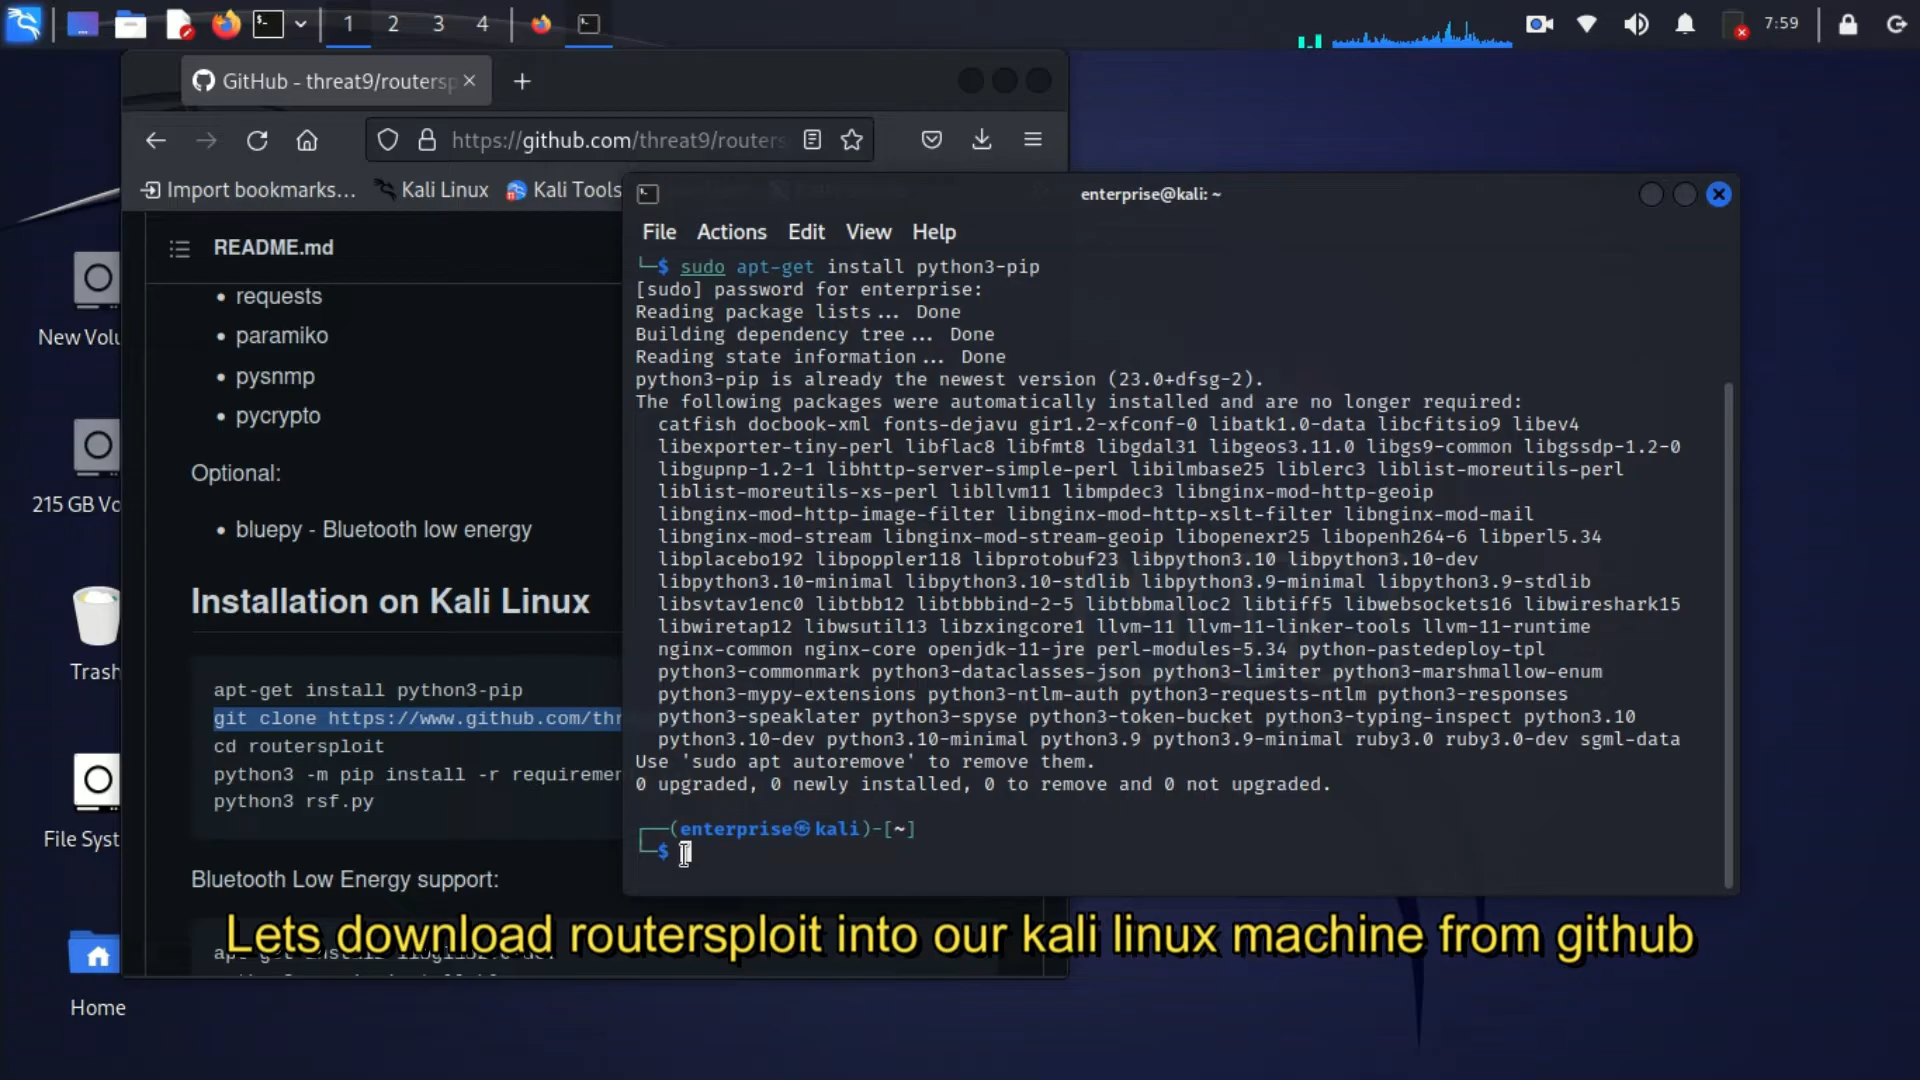 1 2 3 4
7:59
GitHub - threat9/routersp
https://github.com/threat9/routers
Import bookmarks... Kali Linux Kali Tools
README.md
requests
paramiko
pysnmp
pycrypto
Optional:
bluepy - Bluetooth low energy
Installation on Kali Linux
apt-get install python3-pip
git clone https://www.github.com/thr
cd routersploit
python3 -m pip install -r requiremen
python3 rsf.py
Bluetooth Low Energy support:
New Volu
215 GB Vo
Trash
File Syst
Home
enterprise@kali: ~
File Actions Edit View Help
└─$ sudo apt-get install python3-pip
[sudo] password for enterprise:
Reading package lists... Done
Building dependency tree... Done
Reading state information... Done
python3-pip is already the newest version (23.0+dfsg-2).
The following packages were automatically installed and are no longer required:
catfish docbook-xml fonts-dejavu gir1.2-xfconf-0 libatk1.0-data libcfitsio9 libev4
libexporter-tiny-perl libflac8 libfmt8 libgdal31 libgeos3.11.0 libgs9-common libgssdp-1.2-0
libgupnp-1.2-1 libhttp-server-simple-perl libilmbase25 liblerc3 liblist-moreutils-perl
liblist-moreutils-xs-perl libllvm11 libmpdec3 libnginx-mod-http-geoip
libnginx-mod-http-image-filter libnginx-mod-http-xslt-filter libnginx-mod-mail
libnginx-mod-stream libnginx-mod-stream-geoip libopenexr25 libopenh264-6 libperl5.34
libplacebo192 libpoppler118 libprotobuf23 libpython3.10 libpython3.10-dev
libpython3.10-minimal libpython3.10-stdlib libpython3.9-minimal libpython3.9-stdlib
libsvtav1enc0 libtbb12 libtbbbind-2-5 libtbbmalloc2 libtiff5 libwebsockets16 libwireshark15
libwiretap12 libwsutil13 libzxingcore1 llvm-11 llvm-11-linker-tools llvm-11-runtime
nginx-common nginx-core openjdk-11-jre perl-modules-5.34 python-pastedeploy-tpl
python3-commonmark python3-dataclasses-json python3-limiter python3-marshmallow-enum
python3-mypy-extensions python3-ntlm-auth python3-requests-ntlm python3-responses
python3-speaklater python3-spyse python3-token-bucket python3-typing-inspect python3.10
python3.10-dev python3.10-minimal python3.9 python3.9-minimal ruby3.0 ruby3.0-dev sgml-data
Use 'sudo apt autoremove' to remove them.
0 upgraded, 0 newly installed, 0 to remove and 0 not upgraded.
┌──(enterprise㉿kali)-[~]
└─$
Lets download routersploit into our kali linux machine from github